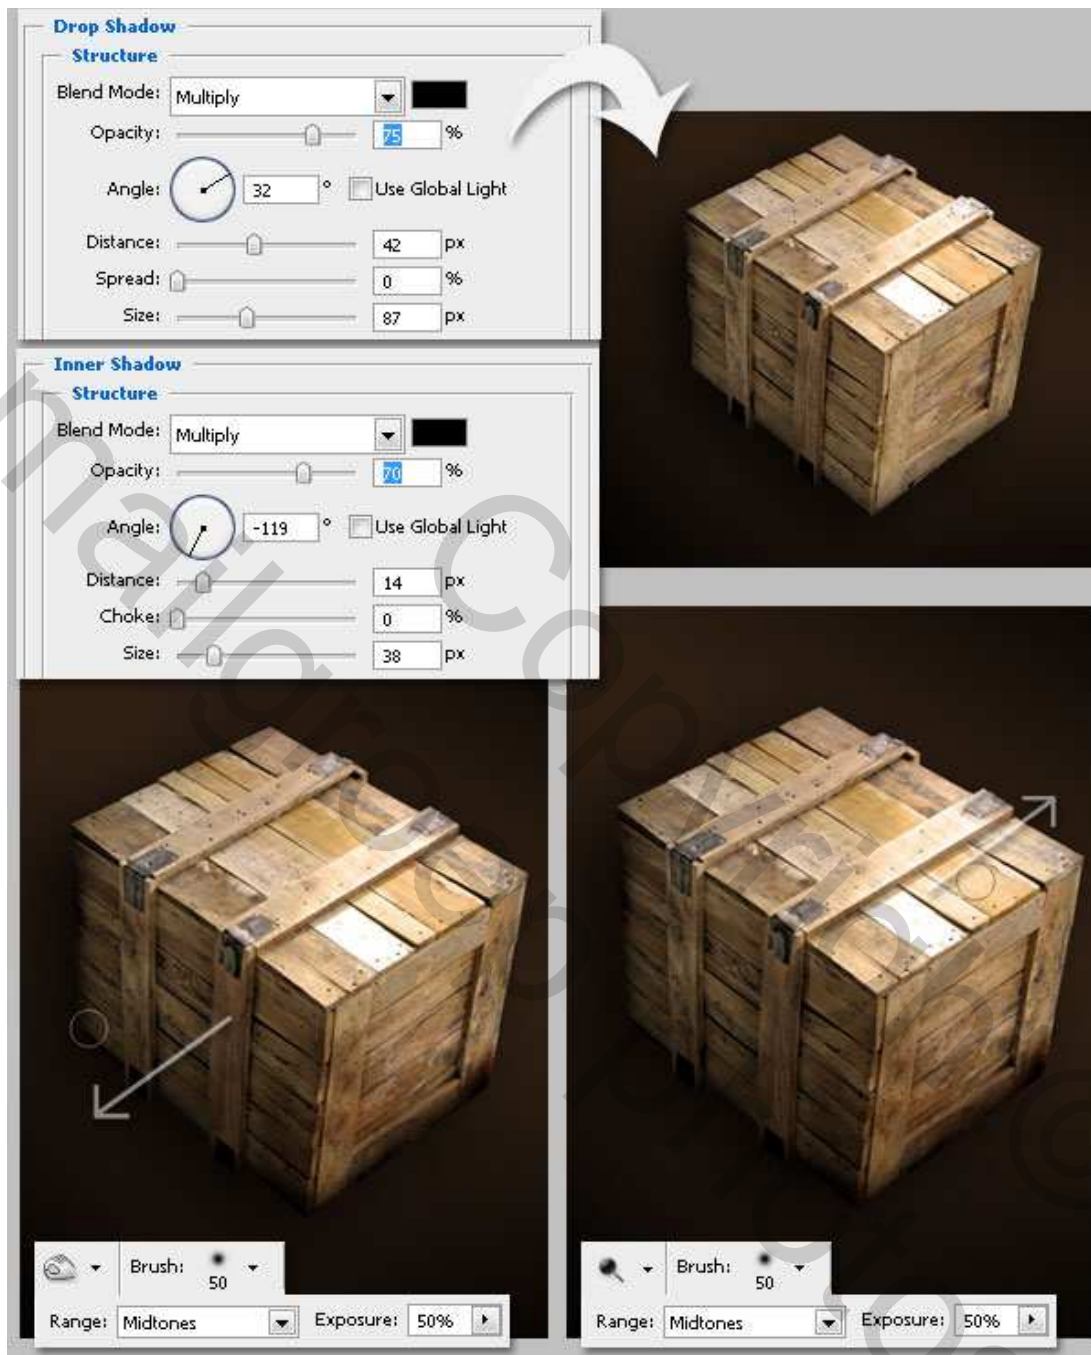 Drop Shadow
Structure
Blend Mode: Multiply
Opacity: 75 %
Angle: 32 ° Use Global Light
Distance: 42 px
Spread: 0 %
Size: 87 px
Inner Shadow
Structure
Blend Mode: Multiply
Opacity: 70 %
Angle: -119 ° Use Global Light
Distance: 14 px
Choke: 0 %
Size: 38 px
Brush: 50
Range: Midtones Exposure: 50%
Brush: 50
Range: Midtones Exposure: 50%